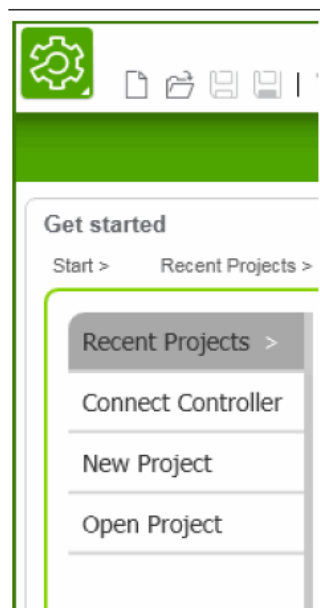 Get started
Start > Recent Projects >
Recent Projects >
Connect Controller
New Project
Open Project